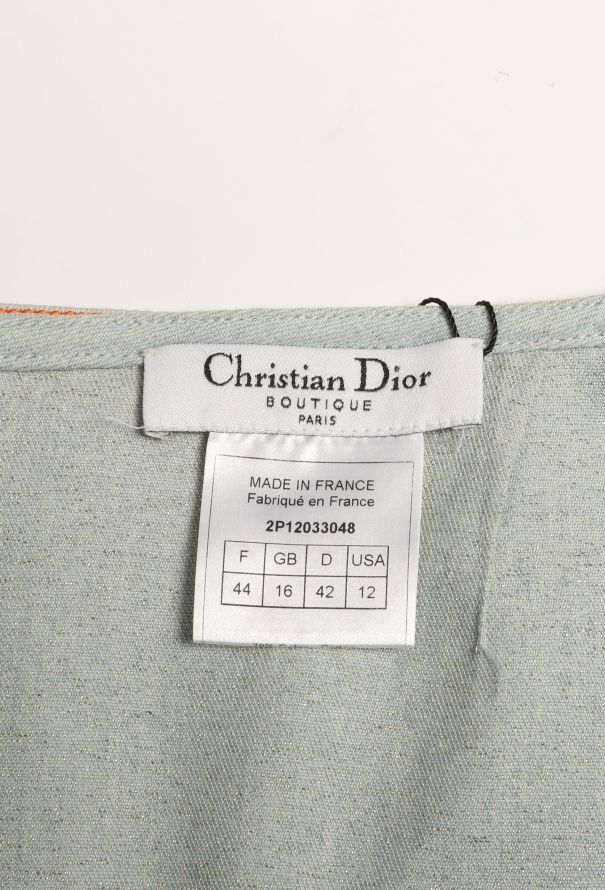 Christian Dior
BOUTIQUE
PARIS
MADE IN FRANCE
Fabriqué en France
2P12033048
F GB D USA
44 16 42 12